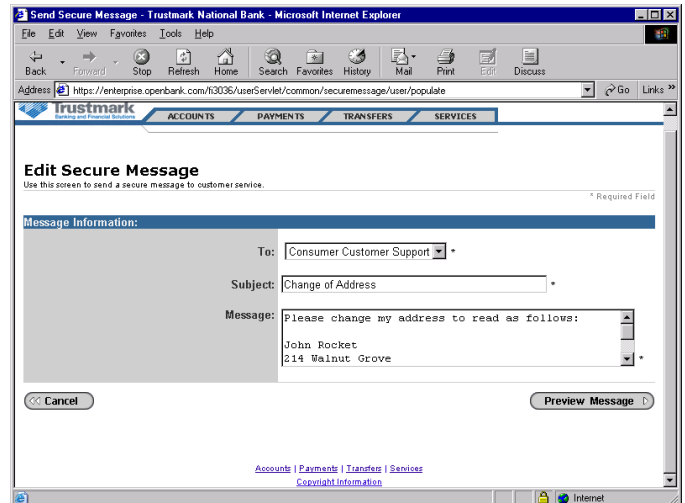 Send Secure Message - Trustmark National Bank - Microsoft Internet Explorer
File Edit View Favorites Tools Help
Back Forward Stop Refresh Home Search Favorites History Mail Print Edit Discuss
Address https://enterprise.openbank.com/fi3036/userServlet/common/securemessage/user/populate Go Links »
Trustmark
Banking and Financial Solutions
ACCOUNTS PAYMENTS TRANSFERS SERVICES
Edit Secure Message
Use this screen to send a secure message to customer service.
* Required Field
Message Information:
To: Consumer Customer Support *
Subject: Change of Address *
Message: Please change my address to read as follows:
John Rocket
214 Walnut Grove *
Cancel Preview Message
Accounts | Payments | Transfers | Services
Copyright Information
Internet